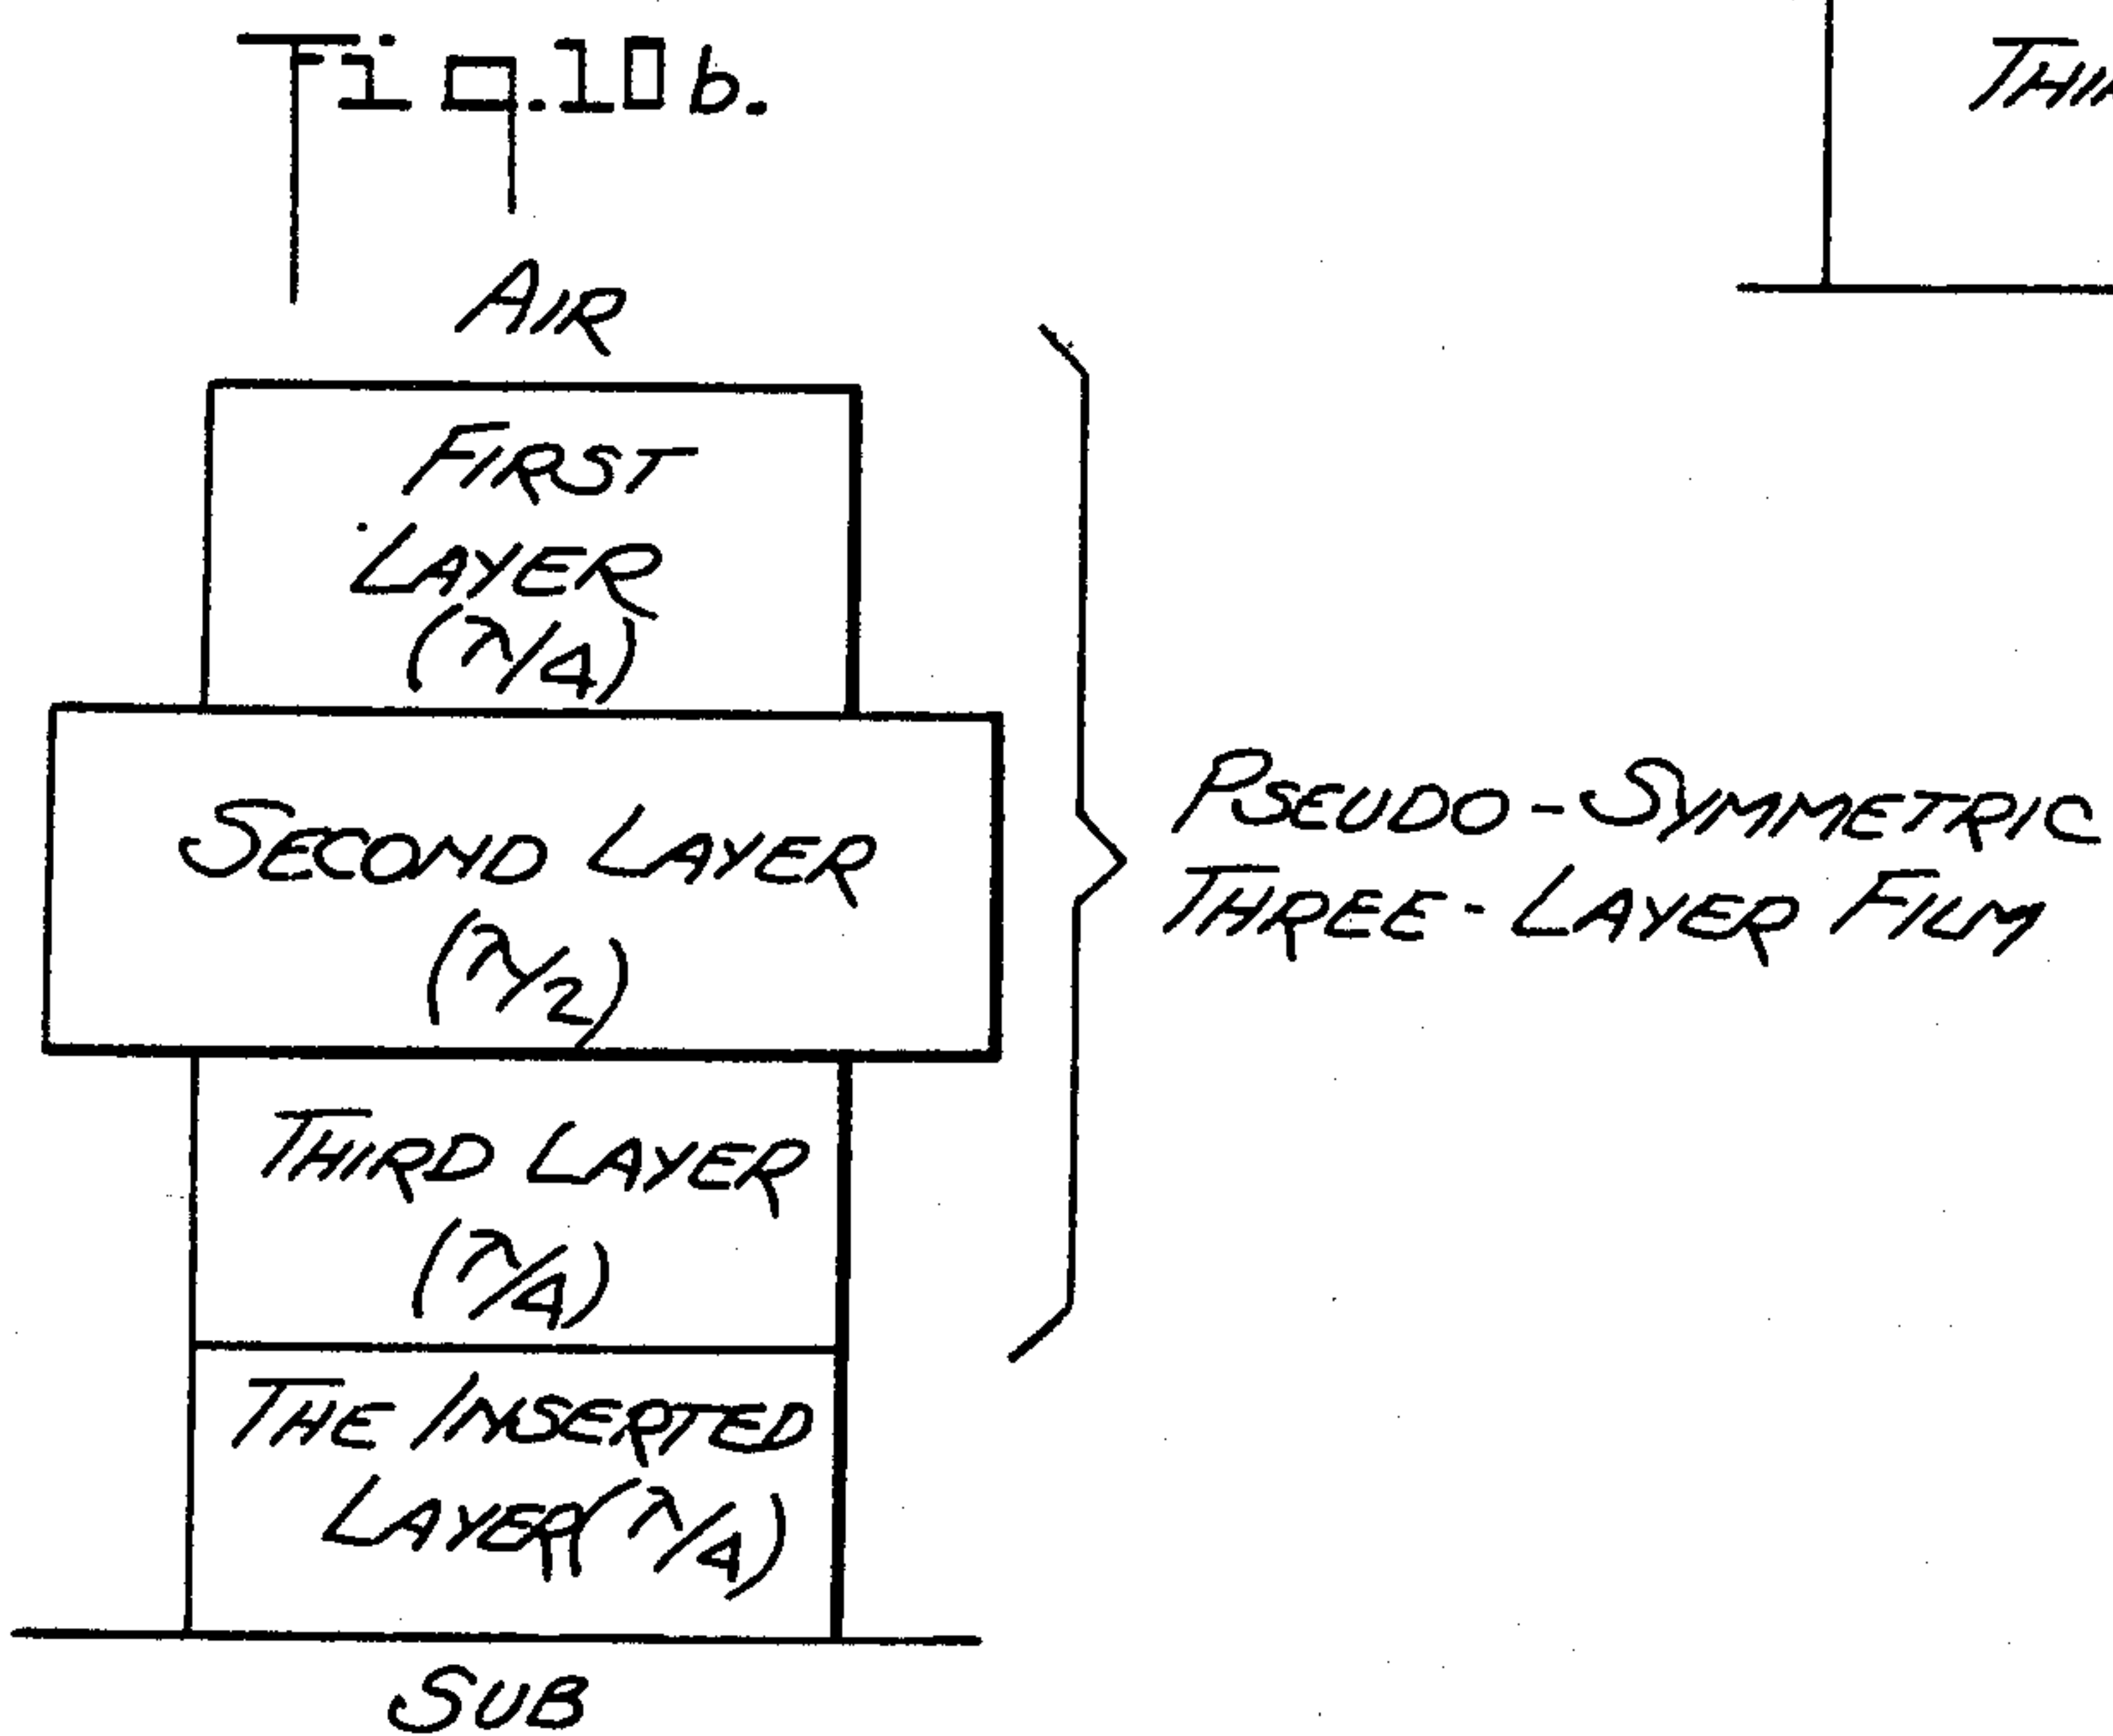 Fig.10b.
AIR
FIRST
LAYER
(λ/4)
SECOND LAYER
(λ/2)
THIRD LAYER
(λ/4)
THE INSERTED
LAYER(λ/4)
SUB
PSEUDO-SYMMETRIC
THREE-LAYER FILM